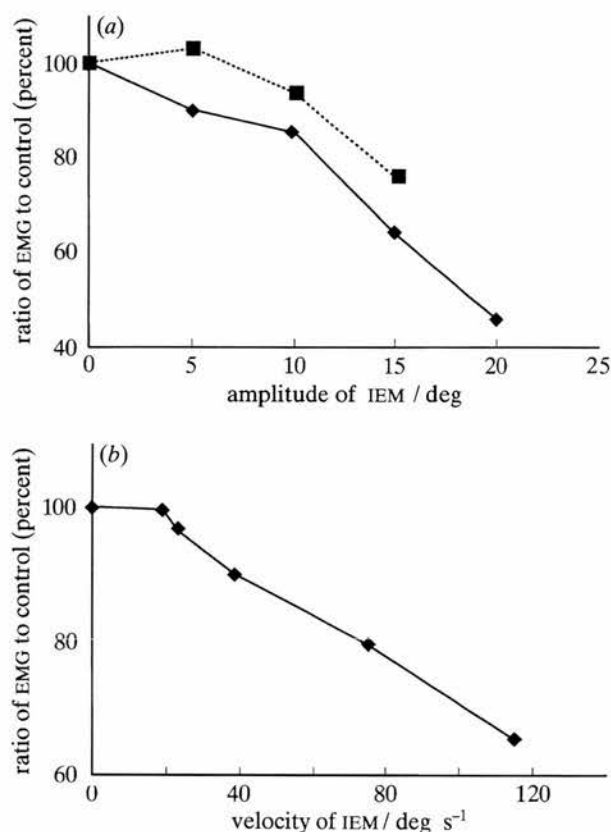 (a)
ratio of EMG to control (percent)
100
80
60
40
0 5 10 15 20 25
amplitude of IEM / deg
(b)
ratio of EMG to control (percent)
100
80
60
0 40 80 120
velocity of IEM / deg s⁻¹